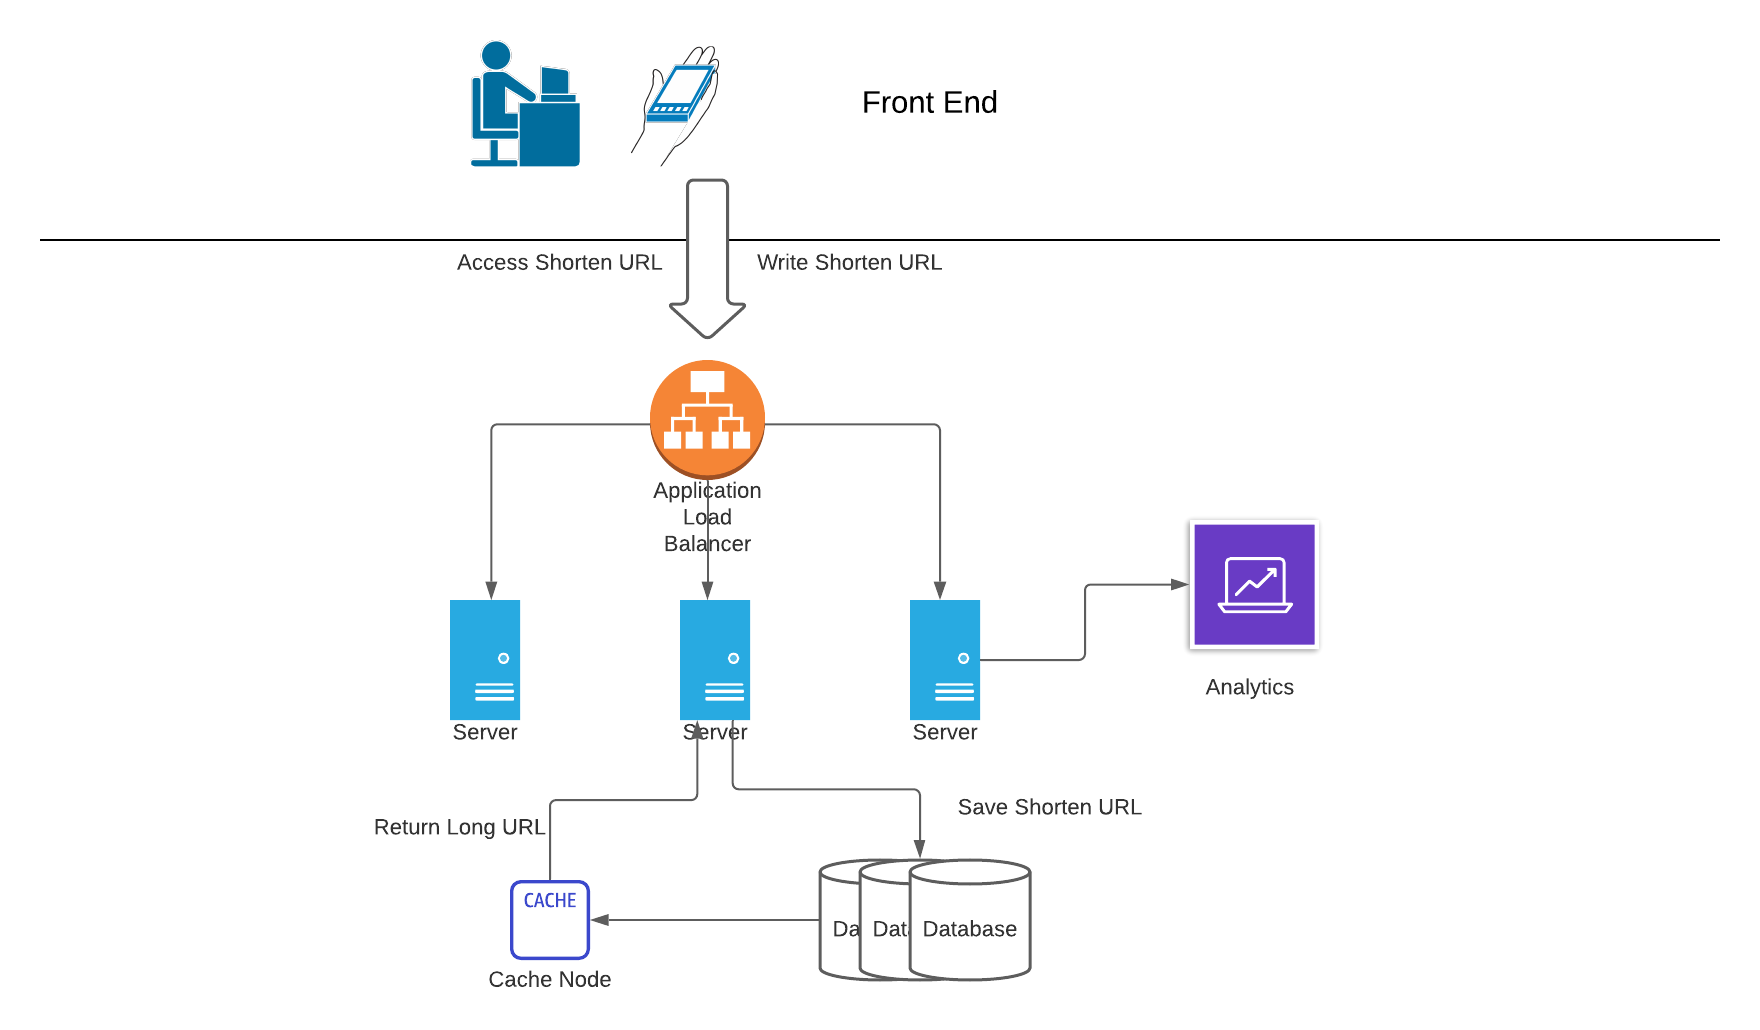 Front End
Access Shorten URL
Write Shorten URL
Application
Load
Balancer
Analytics
Server
Server
Server
Save Shorten URL
Return Long URL
CACHE
Da
Data
Database
Cache Node